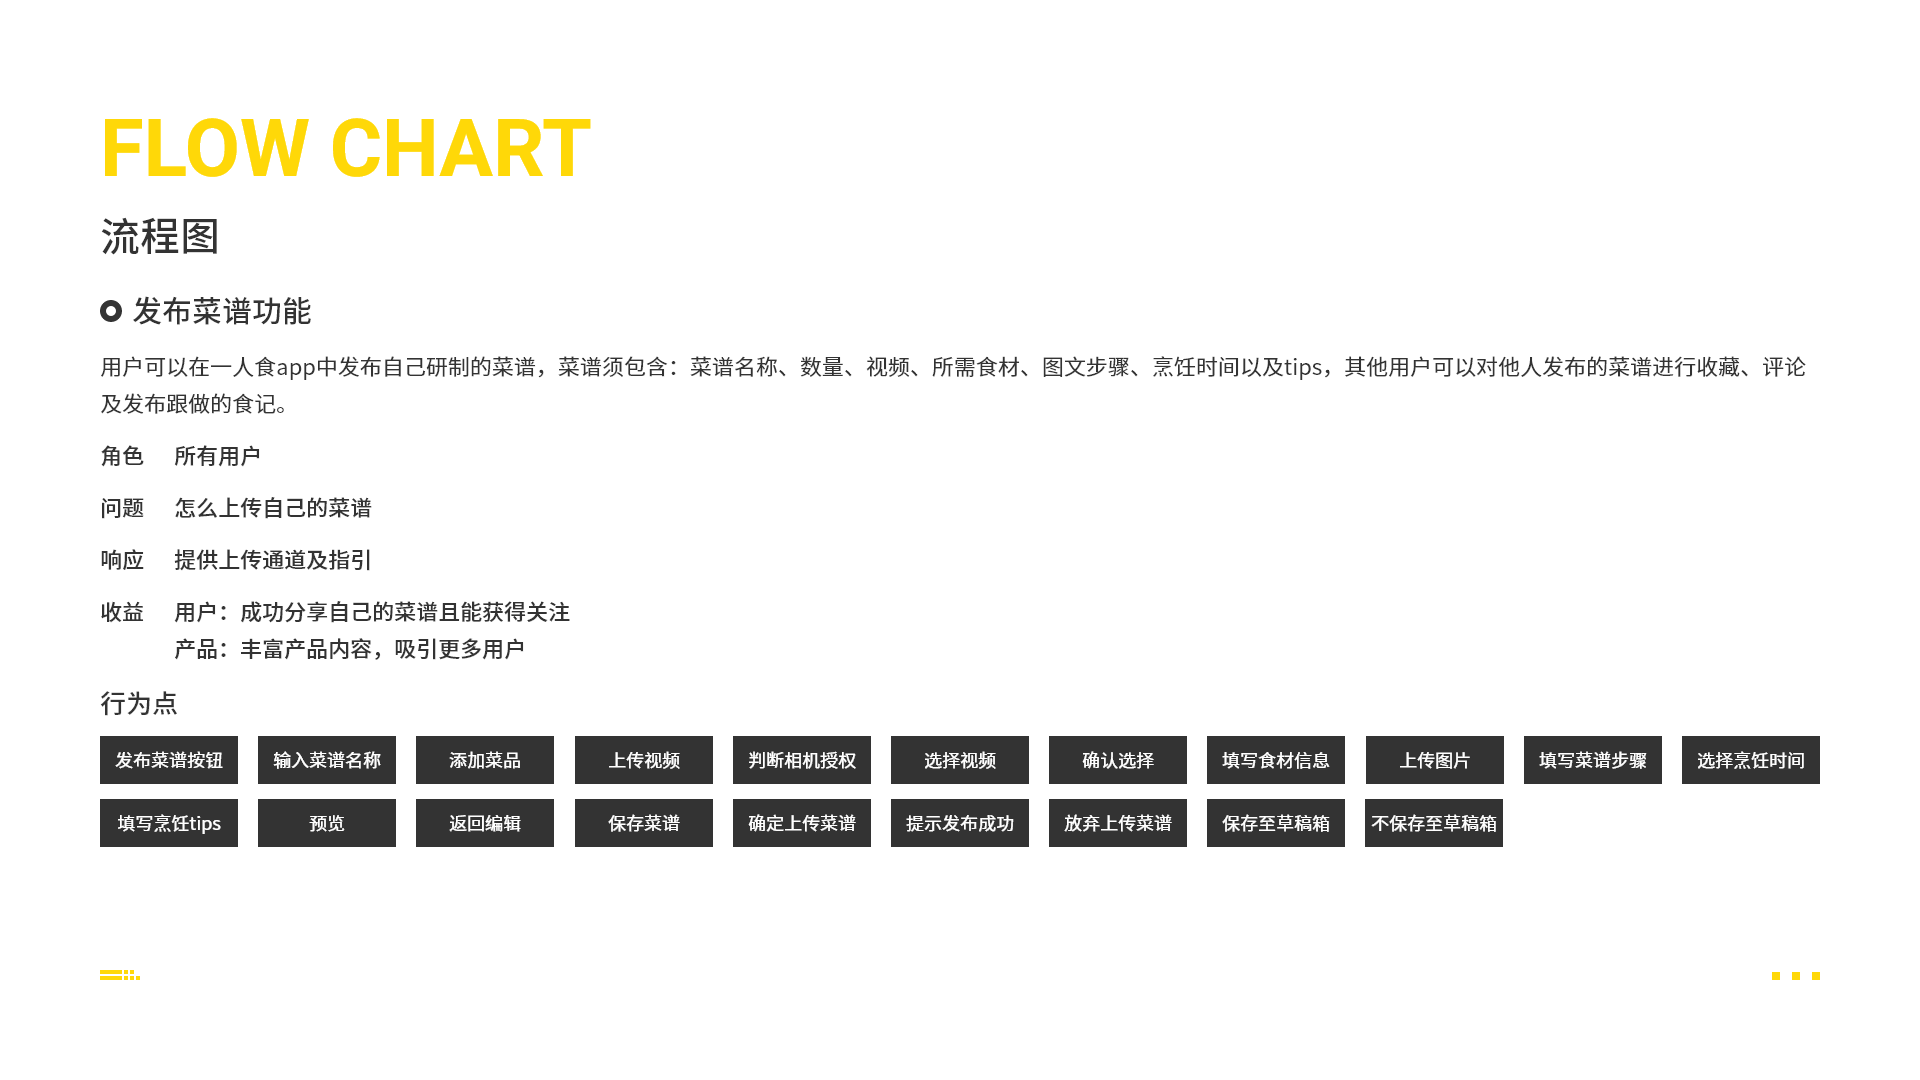 FLOW CHART
流程图
发布菜谱功能
用户可以在一人食app中发布自己研制的菜谱，菜谱须包含：菜谱名称、数量、视频、所需食材、图文步骤、烹饪时间以及tips，其他用户可以对他人发布的菜谱进行收藏、评论
及发布跟做的食记。
角色 所有用户
问题 怎么上传自己的菜谱
响应 提供上传通道及指引
收益 用户：成功分享自己的菜谱且能获得关注
产品：丰富产品内容，吸引更多用户
行为点
发布菜谱按钮 输入菜谱名称 添加菜品 上传视频 判断相机授权 选择视频 确认选择 填写食材信息 上传图片 填写菜谱步骤 选择烹饪时间
填写烹饪tips 预览 返回编辑 保存菜谱 确定上传菜谱 提示发布成功 放弃上传菜谱 保存至草稿箱 不保存至草稿箱